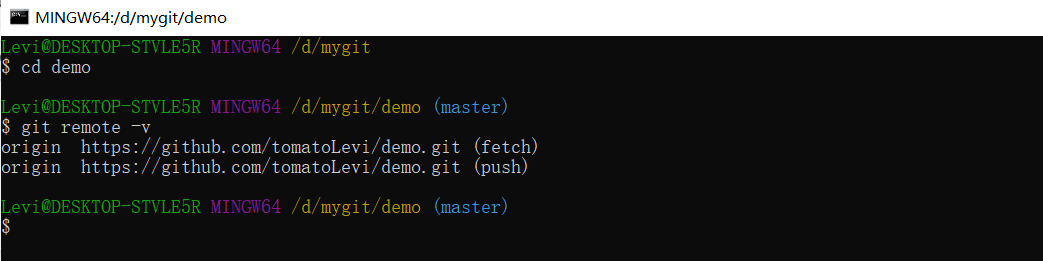 MINGW64:/d/mygit/demo
Levi@DESKTOP-STVLE5R MINGW64 /d/mygit
$ cd demo
Levi@DESKTOP-STVLE5R MINGW64 /d/mygit/demo (master)
$ git remote -v
origin  https://github.com/tomatoLevi/demo.git (fetch)
origin  https://github.com/tomatoLevi/demo.git (push)
Levi@DESKTOP-STVLE5R MINGW64 /d/mygit/demo (master)
$